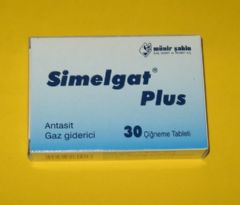 münir şahin
Simelgat®
Plus
Antasit
Gaz giderici
30 Çiğneme Tableti